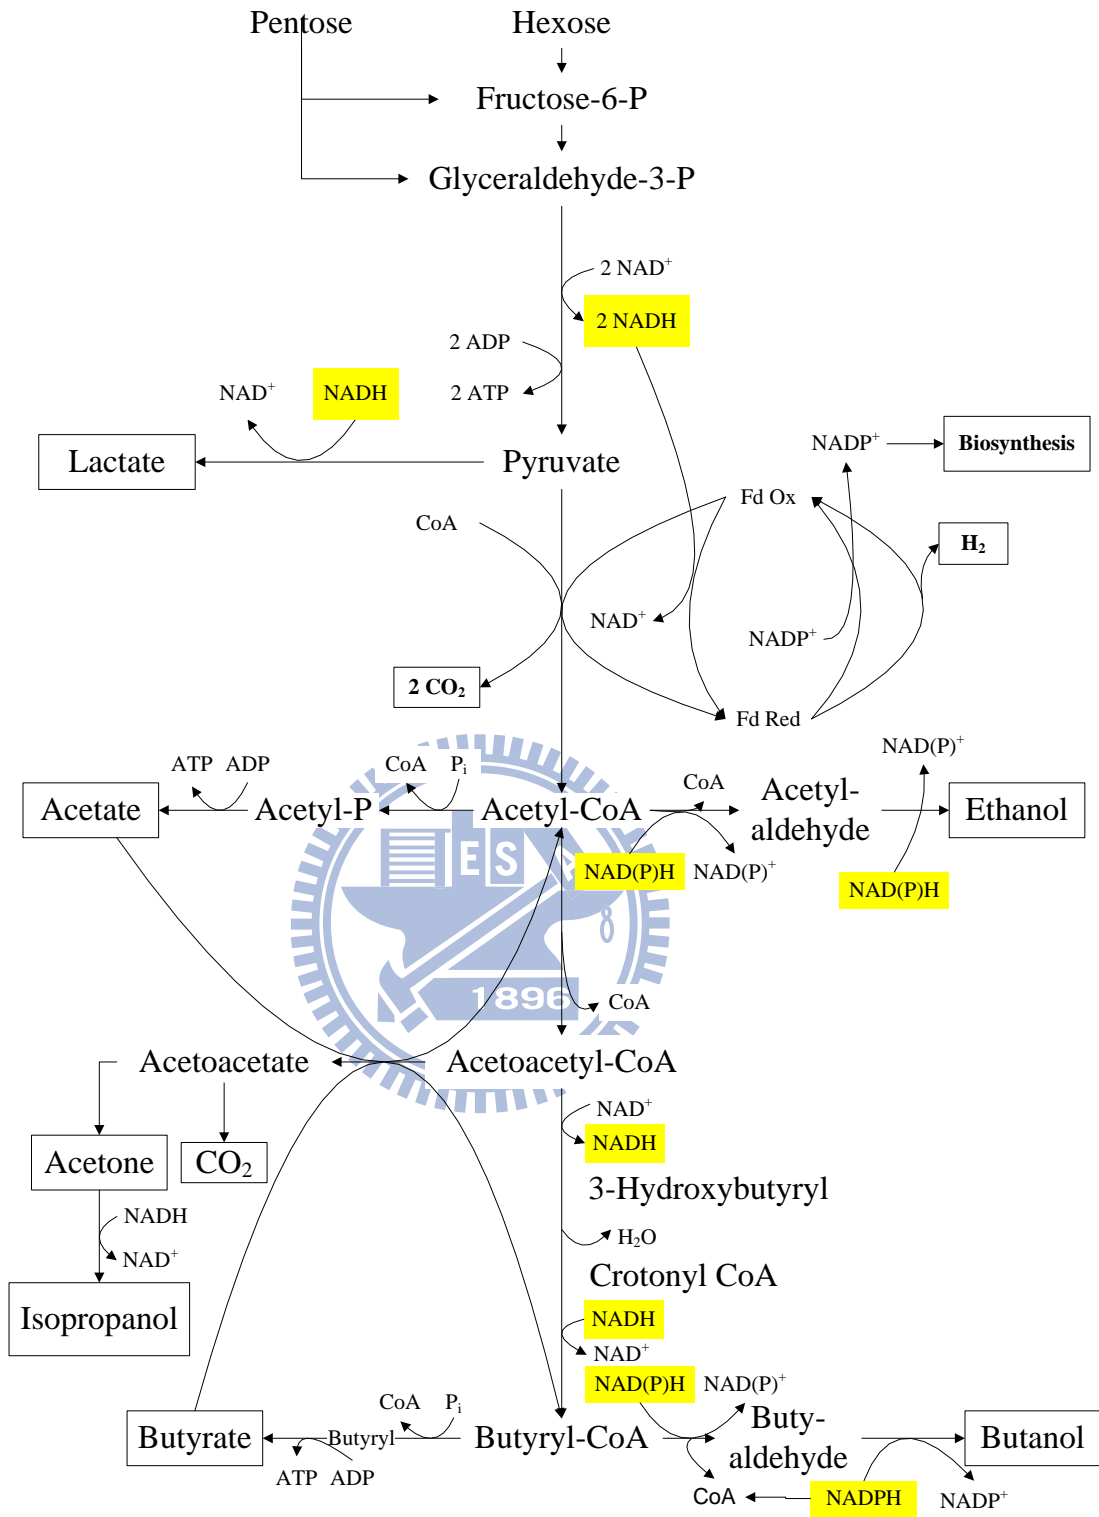 Pentose
Hexose
Fructose-6-P
Glyceraldehyde-3-P
2 NAD⁺
2 NADH
2 ADP
2 ATP
NAD⁺
NADH
Lactate
Pyruvate
NADP⁺
Biosynthesis
Fd Ox
CoA
H₂
NAD⁺
NADP⁺
2 CO₂
Fd Red
NAD(P)⁺
ATP ADP
CoA Pᵢ
CoA
Acetate
Acetyl-P
Acetyl-CoA
Acetyl-
aldehyde
Ethanol
NAD(P)H
NAD(P)⁺
NAD(P)H
E S
1896
CoA
Acetoacetate
Acetoacetyl-CoA
NAD⁺
NADH
Acetone
CO₂
3-Hydroxybutyryl
NADH
NAD⁺
H₂O
Crotonyl CoA
Isopropanol
NADH
NAD⁺
NAD(P)H
NAD(P)⁺
CoA Pᵢ
Butyrate
Butyryl
Butyryl-CoA
Buty-
aldehyde
Butanol
ATP ADP
CoA
NADPH
NADP⁺